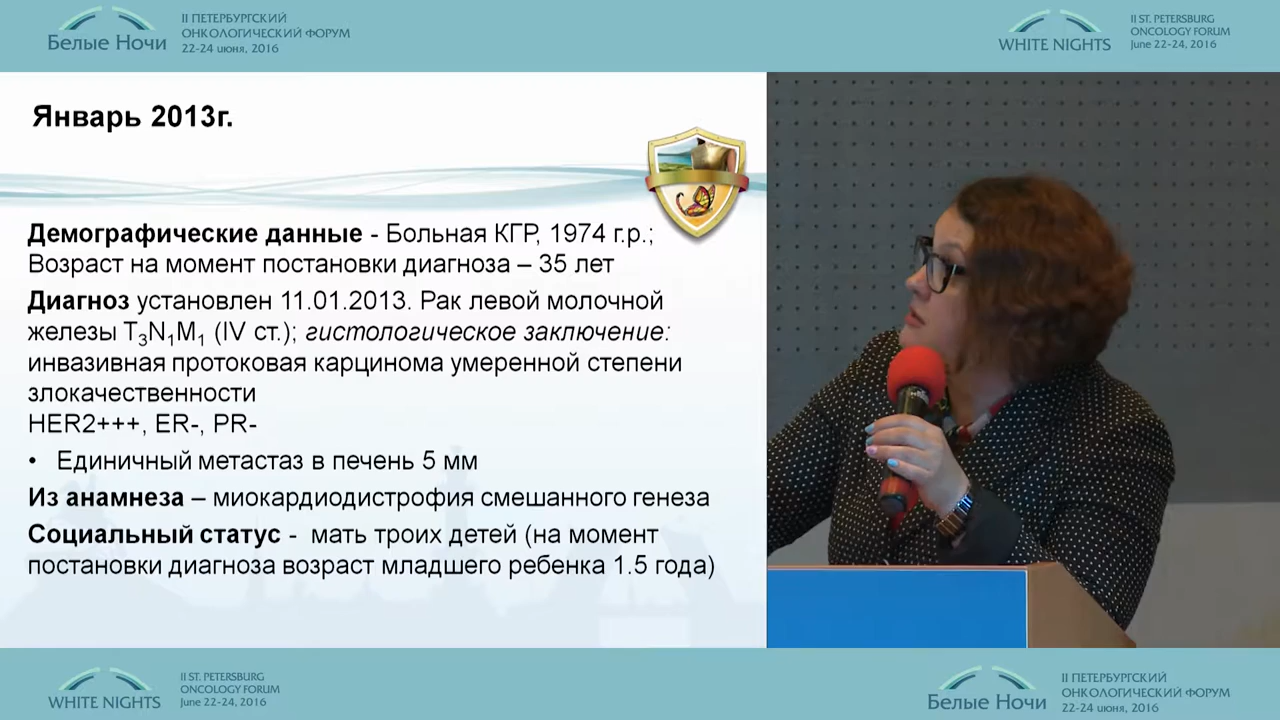 Белые Ночи
II ПЕТЕРБУРГСКИЙ
ОНКОЛОГИЧЕСКИЙ ФОРУМ
22-24 июня, 2016
WHITE NIGHTS
II ST. PETERSBURG
ONCOLOGY FORUM
June 22-24, 2016
Январь 2013г.
Демографические данные - Больная КГР, 1974 г.р.;
Возраст на момент постановки диагноза – 35 лет
Диагноз установлен 11.01.2013. Рак левой молочной
железы T3N1M1 (IV ст.); гистологическое заключение:
инвазивная протоковая карцинома умеренной степени
злокачественности
HER2+++, ER-, PR-
• Единичный метастаз в печень 5 мм
Из анамнеза – миокардиодистрофия смешанного генеза
Социальный статус - мать троих детей (на момент
постановки диагноза возраст младшего ребенка 1.5 года)
WHITE NIGHTS
II ST. PETERSBURG
ONCOLOGY FORUM
June 22-24, 2016
Белые Ночи
II ПЕТЕРБУРГСКИЙ
ОНКОЛОГИЧЕСКИЙ ФОРУМ
22-24 июня, 2016